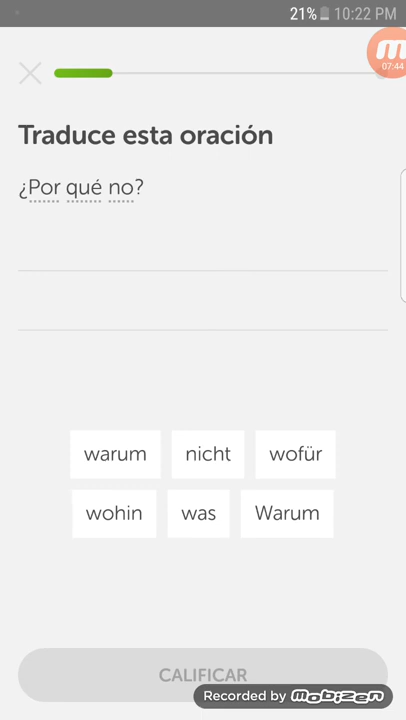 21% 10:22 PM
07:44
Traduce esta oración
¿Por qué no?
warum nicht wofür
wohin was Warum
CALIFICAR
Recorded by mobizen